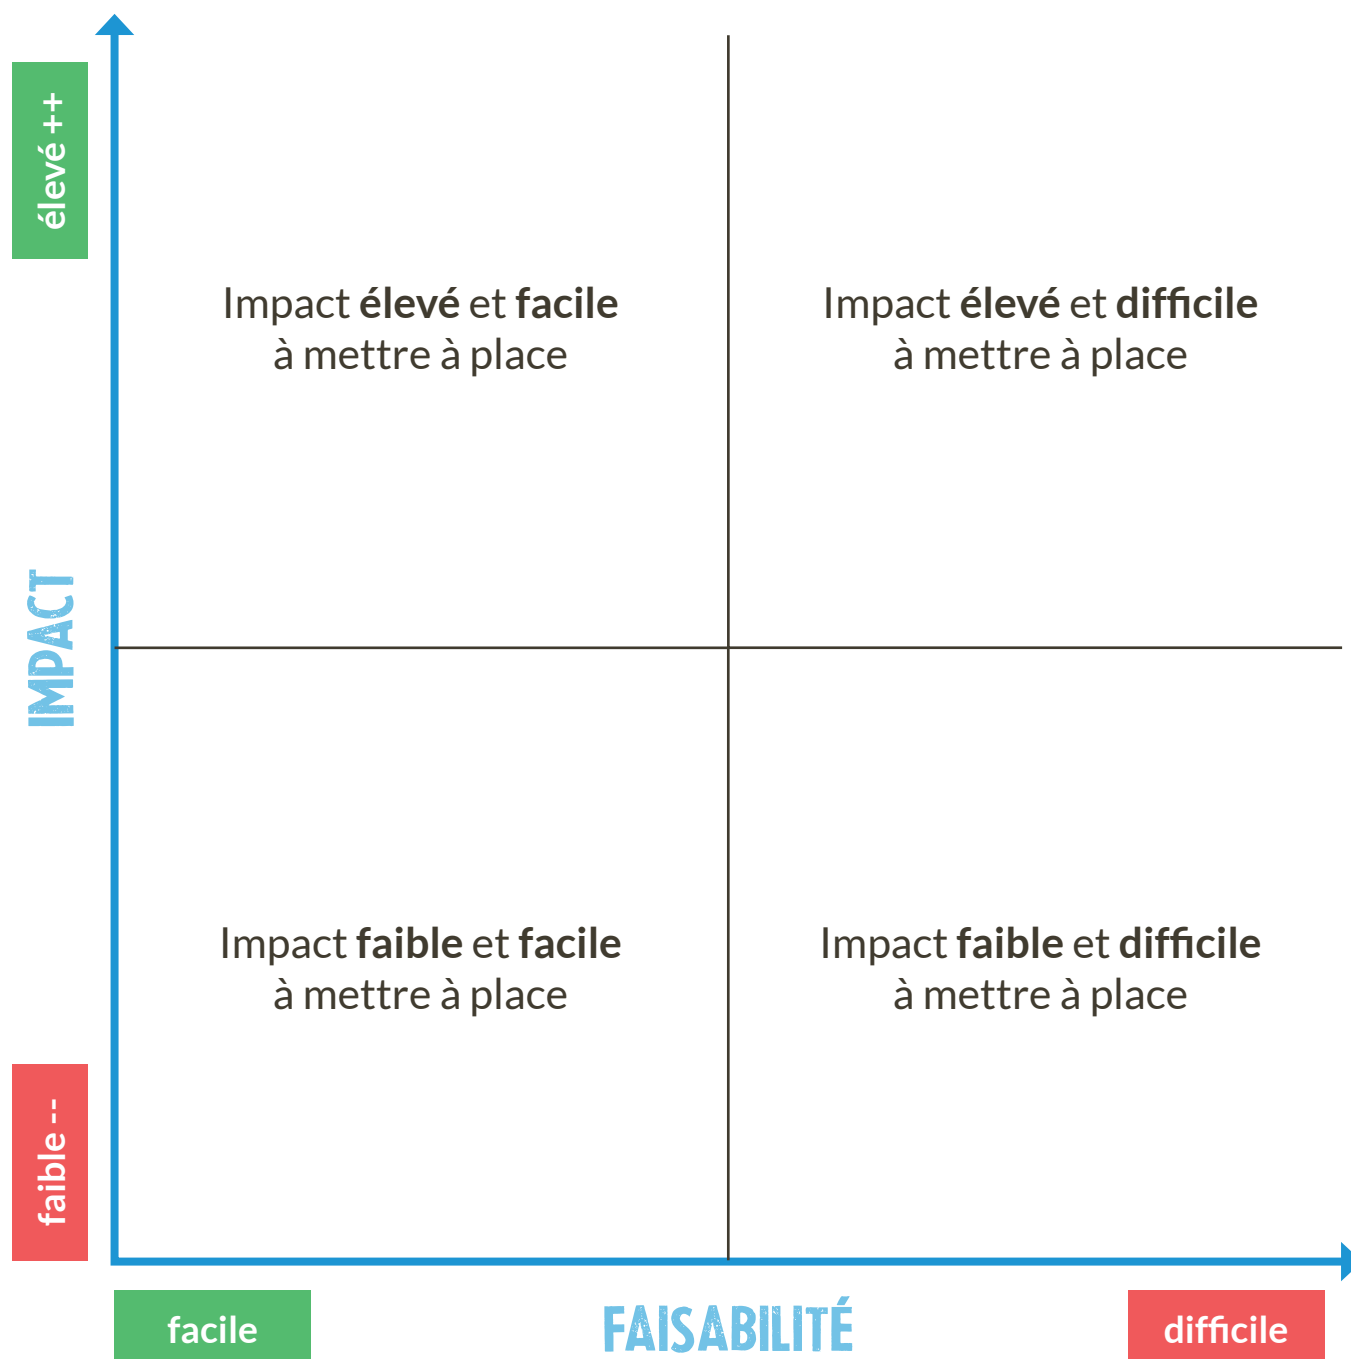 élevé ++
Impact élevé et facile
à mettre à place
Impact élevé et difficile
à mettre à place
IMPACT
Impact faible et facile
à mettre à place
Impact faible et difficile
à mettre à place
faible --
facile
FAISABILITÉ
difficile